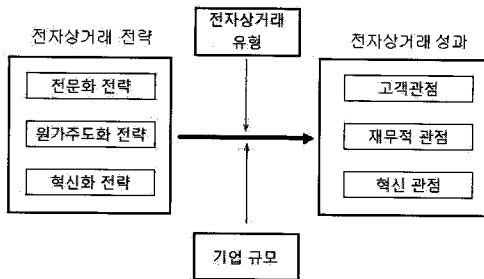 전자상거래 전략
전자상거래
유형
전자상거래 성과
전문화 전략
원가주도화 전략
혁신화 전략
고객관점
재무적 관점
혁신 관점
기업 규모